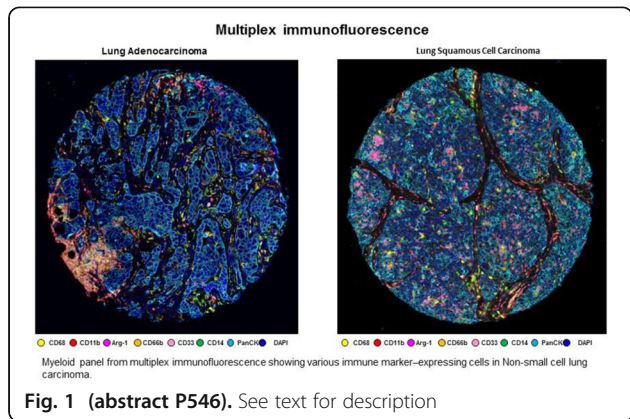 Multiplex immunofluorescence
Lung Adenocarcinoma
Lung Squamous Cell Carcinoma
CD68 CD11b Arg-1 CD66b CD33 CD14 PanCK DAPI
CD68 CD11b Arg-1 CD66b CD33 CD14 PanCK DAPI
Myeloid panel from multiplex immunofluorescence showing various immune marker–expressing cells in Non-small cell lung
carcinoma.
Fig. 1 (abstract P546). See text for description